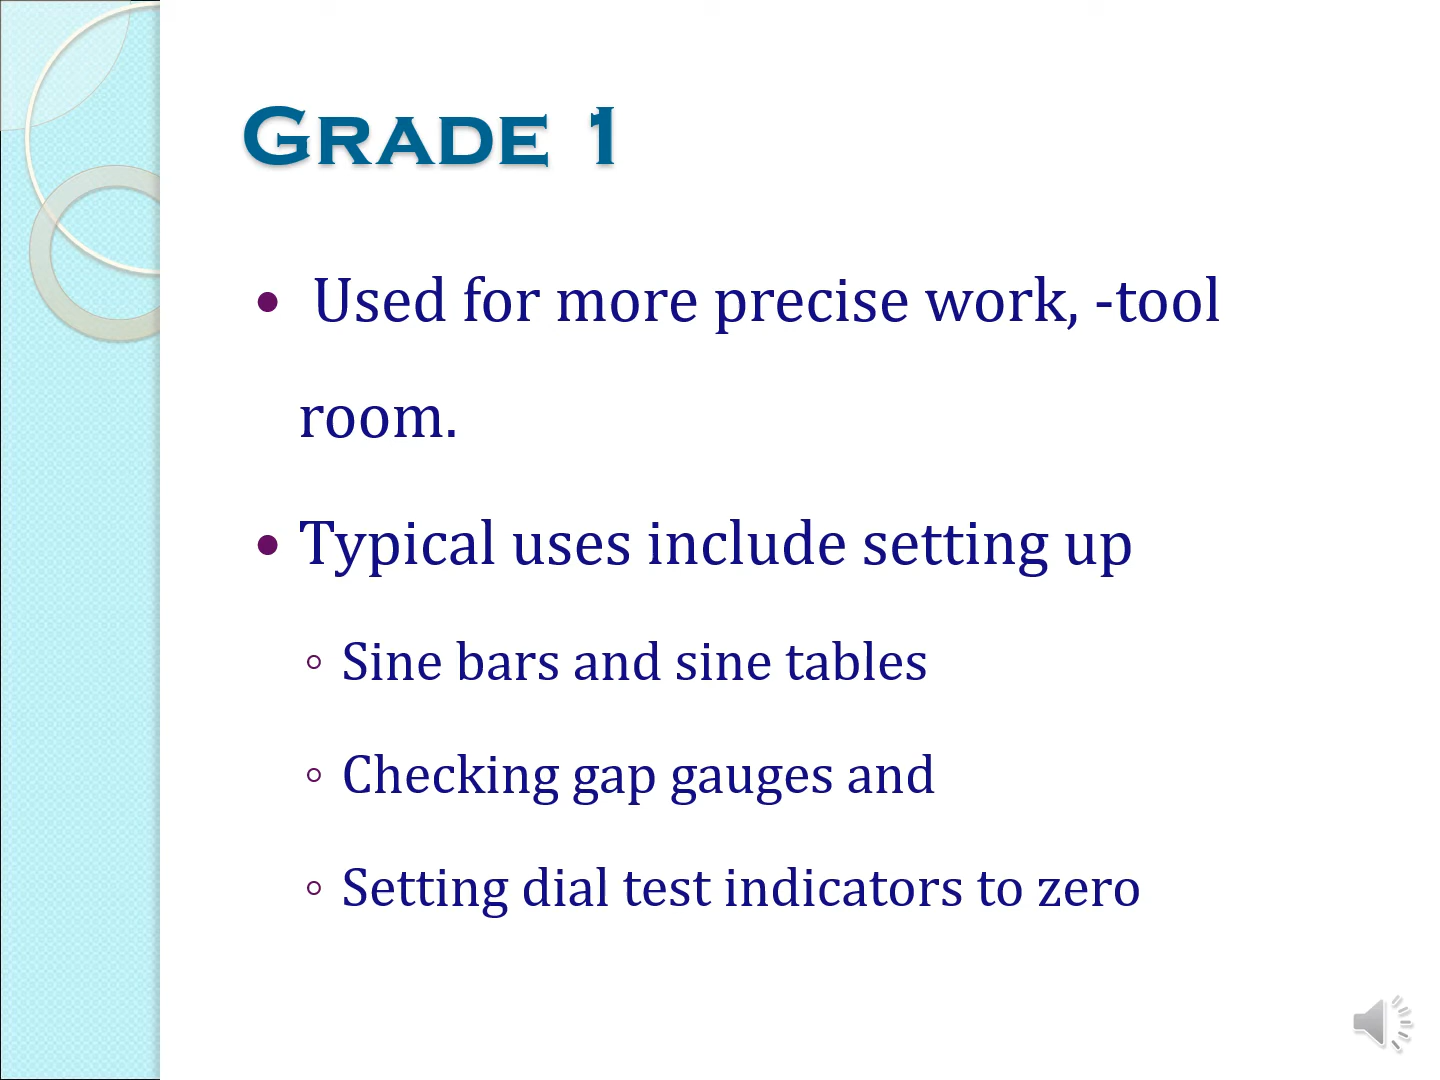 GRADE 1
• Used for more precise work, -tool
room.
• Typical uses include setting up
◦ Sine bars and sine tables
◦ Checking gap gauges and
◦ Setting dial test indicators to zero